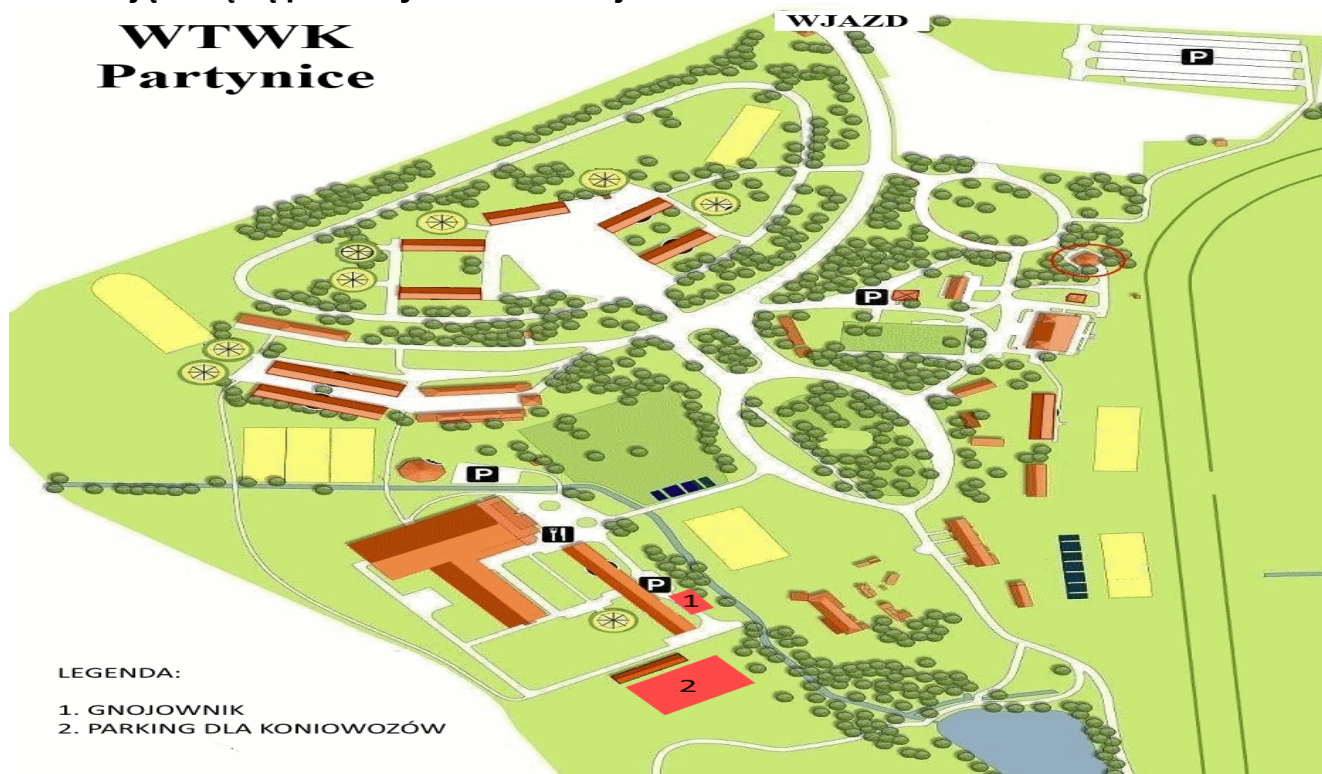 WTWK
Partynice
WJAZD
P
P
P
P
1
2
LEGENDA:
1. GNOJOWNIK
2. PARKING DLA KONIOWOZÓW